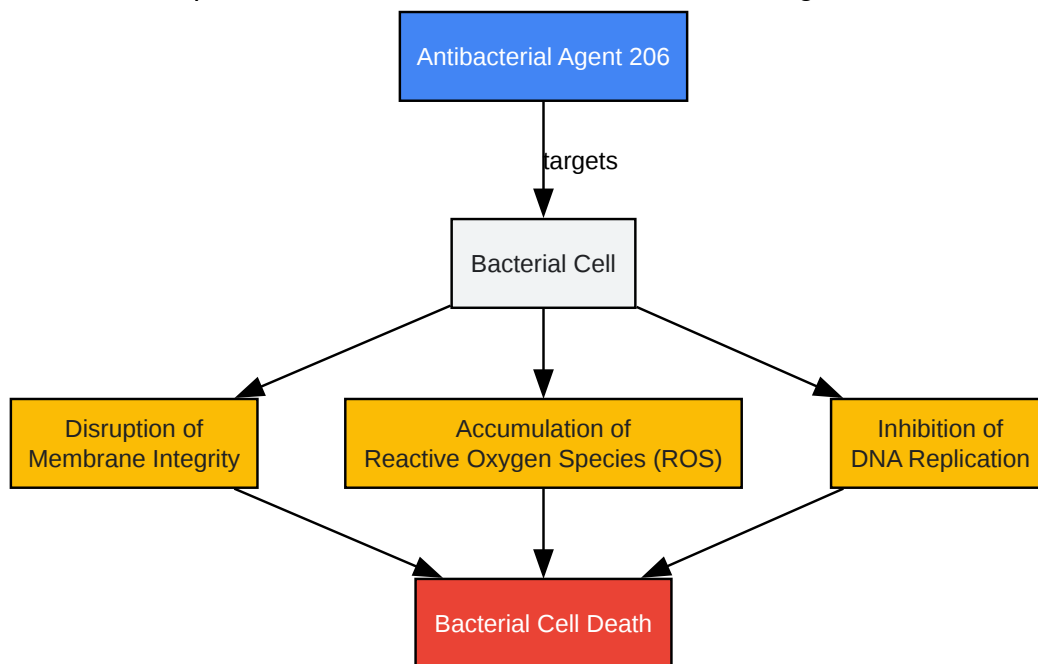 Antibacterial Agent 206
targets
Bacterial Cell
Disruption of
Membrane Integrity
Accumulation of
Reactive Oxygen Species (ROS)
Inhibition of
DNA Replication
Bacterial Cell Death